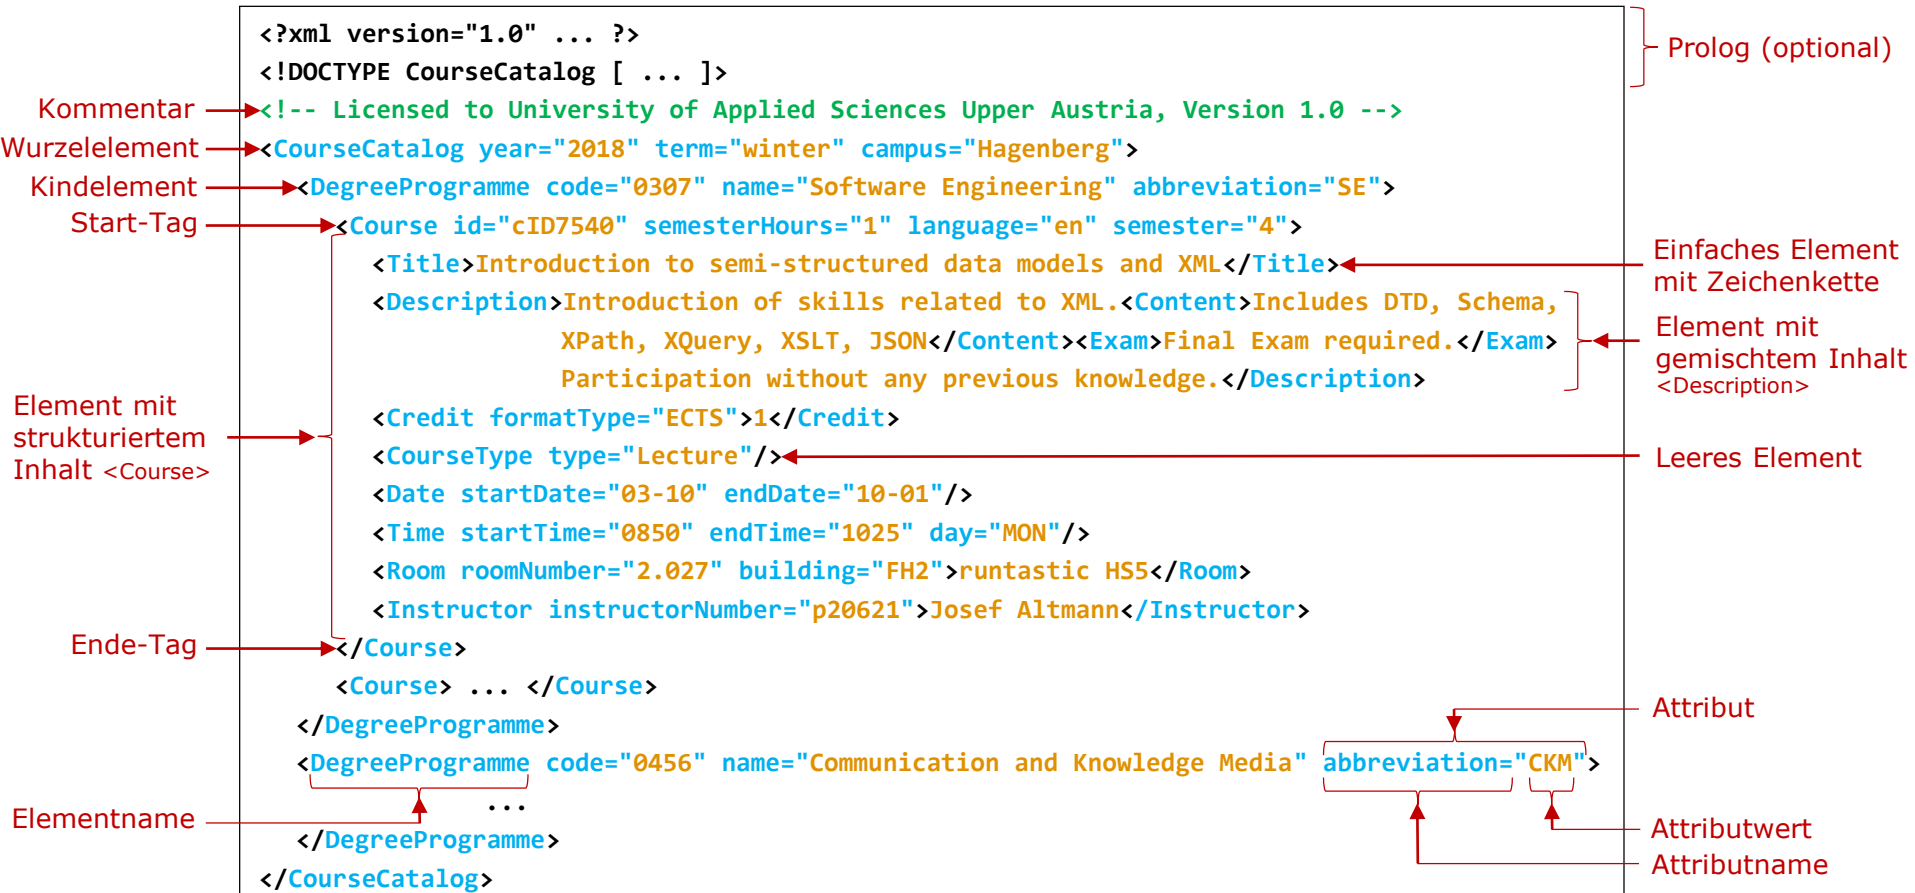 <?xml version="1.0" ... ?>
Prolog (optional)
<!DOCTYPE CourseCatalog [ ... ]>
Kommentar
<!-- Licensed to University of Applied Sciences Upper Austria, Version 1.0 -->
Wurzelelement
<CourseCatalog year="2018" term="winter" campus="Hagenberg">
Kindelement
<DegreeProgramme code="0307" name="Software Engineering" abbreviation="SE">
Start-Tag
<Course id="cID7540" semesterHours="1" language="en" semester="4">
<Title>Introduction to semi-structured data models and XML</Title>
Einfaches Element
mit Zeichenkette
<Description>Introduction of skills related to XML.<Content>Includes DTD, Schema,
XPath, XQuery, XSLT, JSON</Content><Exam>Final Exam required.</Exam>
Participation without any previous knowledge.</Description>
Element mit
gemischtem Inhalt
<Description>
Element mit
strukturiertem
Inhalt <Course>
<Credit formatType="ECTS">1</Credit>
<CourseType type="Lecture"/>
Leeres Element
<Date startDate="03-10" endDate="10-01"/>
<Time startTime="0850" endTime="1025" day="MON"/>
<Room roomNumber="2.027" building="FH2">runtastic HS5</Room>
<Instructor instructorNumber="p20621">Josef Altmann</Instructor>
Ende-Tag
</Course>
<Course> ... </Course>
</DegreeProgramme>
Attribut
<DegreeProgramme code="0456" name="Communication and Knowledge Media" abbreviation="CKM">
...
Elementname
</DegreeProgramme>
Attributwert
Attributname
</CourseCatalog>